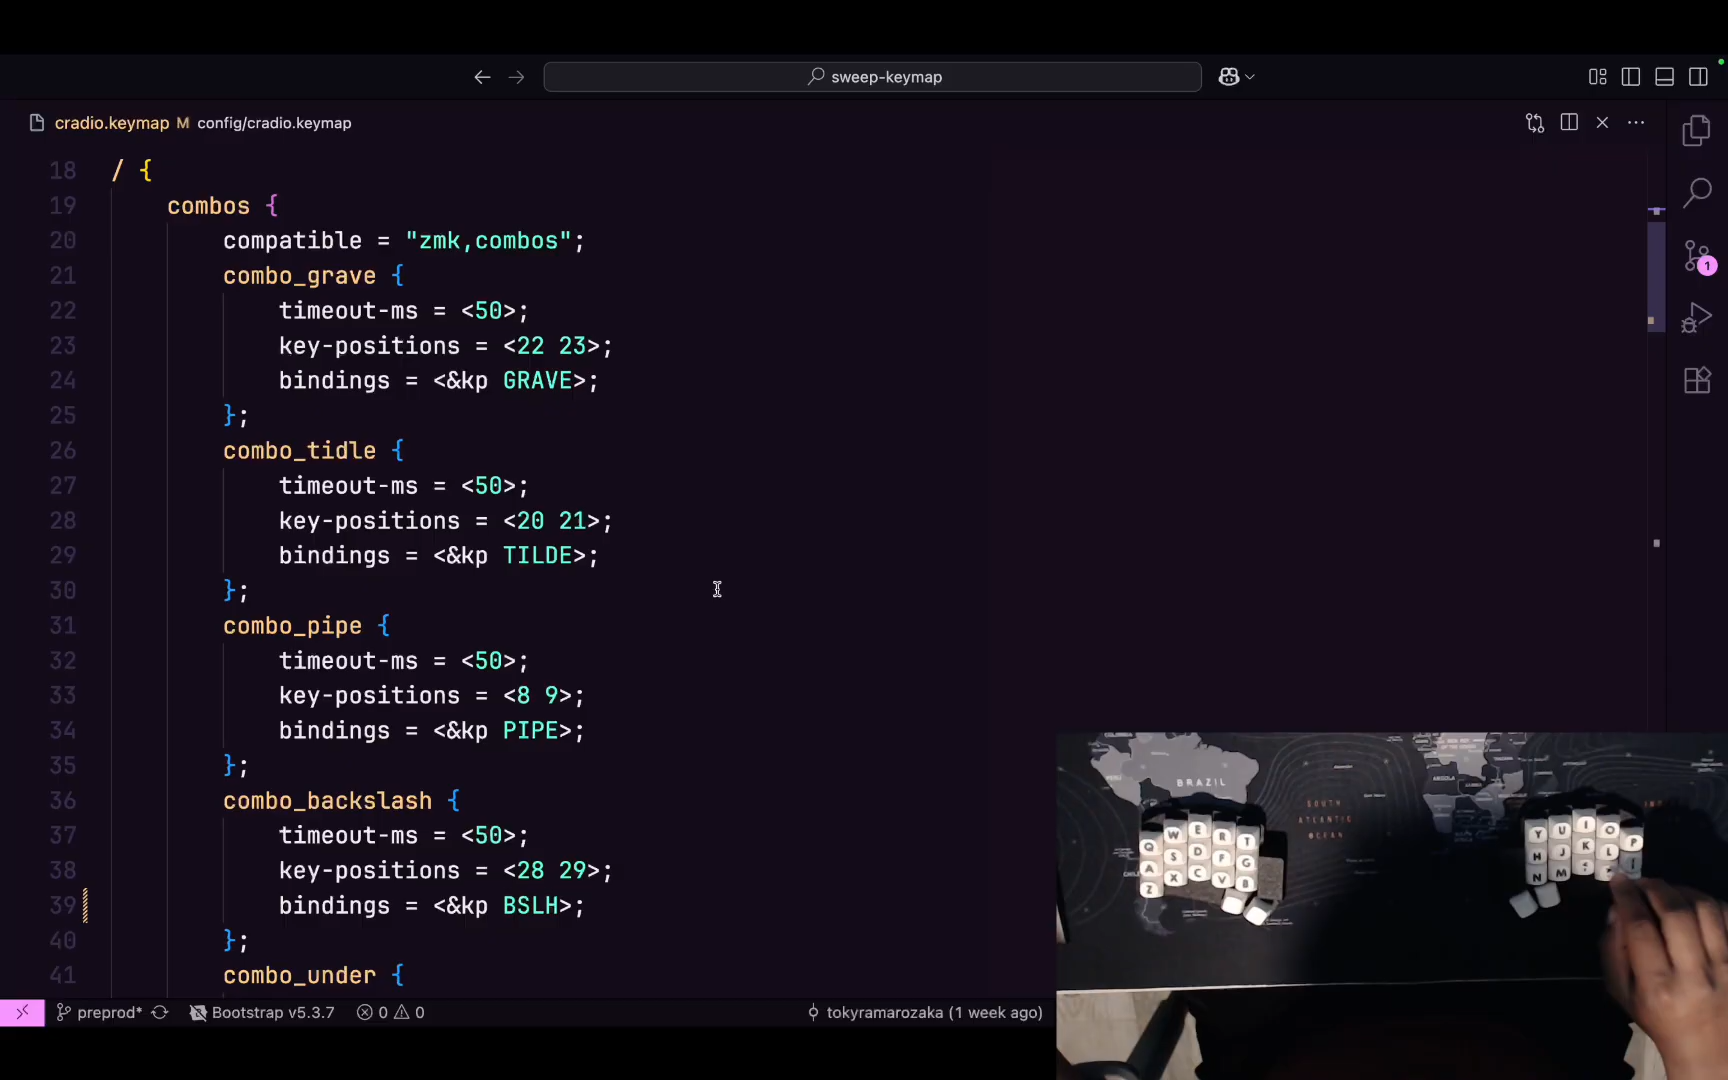 sweep-keymap
cradio.keymap M config/cradio.keymap
18 / {
19 combos {
20 compatible = "zmk,combos";
21 combo_grave {
22 timeout-ms = <50>;
23 key-positions = <22 23>;
24 bindings = <&kp GRAVE>;
25 };
26 combo_tidle {
27 timeout-ms = <50>;
28 key-positions = <20 21>;
29 bindings = <&kp TILDE>;
30 };
31 combo_pipe {
32 timeout-ms = <50>;
33 key-positions = <8 9>;
34 bindings = <&kp PIPE>;
35 };
36 combo_backslash {
37 timeout-ms = <50>;
38 key-positions = <28 29>;
39 bindings = <&kp BSLH>;
40 };
41 combo_under {
1
BRAZIL
SOUTH
ATLANTIC
OCEAN
Q W E R T
A S D F G
Z X C V B
Y U I O P
H J K L
N M
preprod* Bootstrap v5.3.7 0 0 tokyramarozaka (1 week ago)